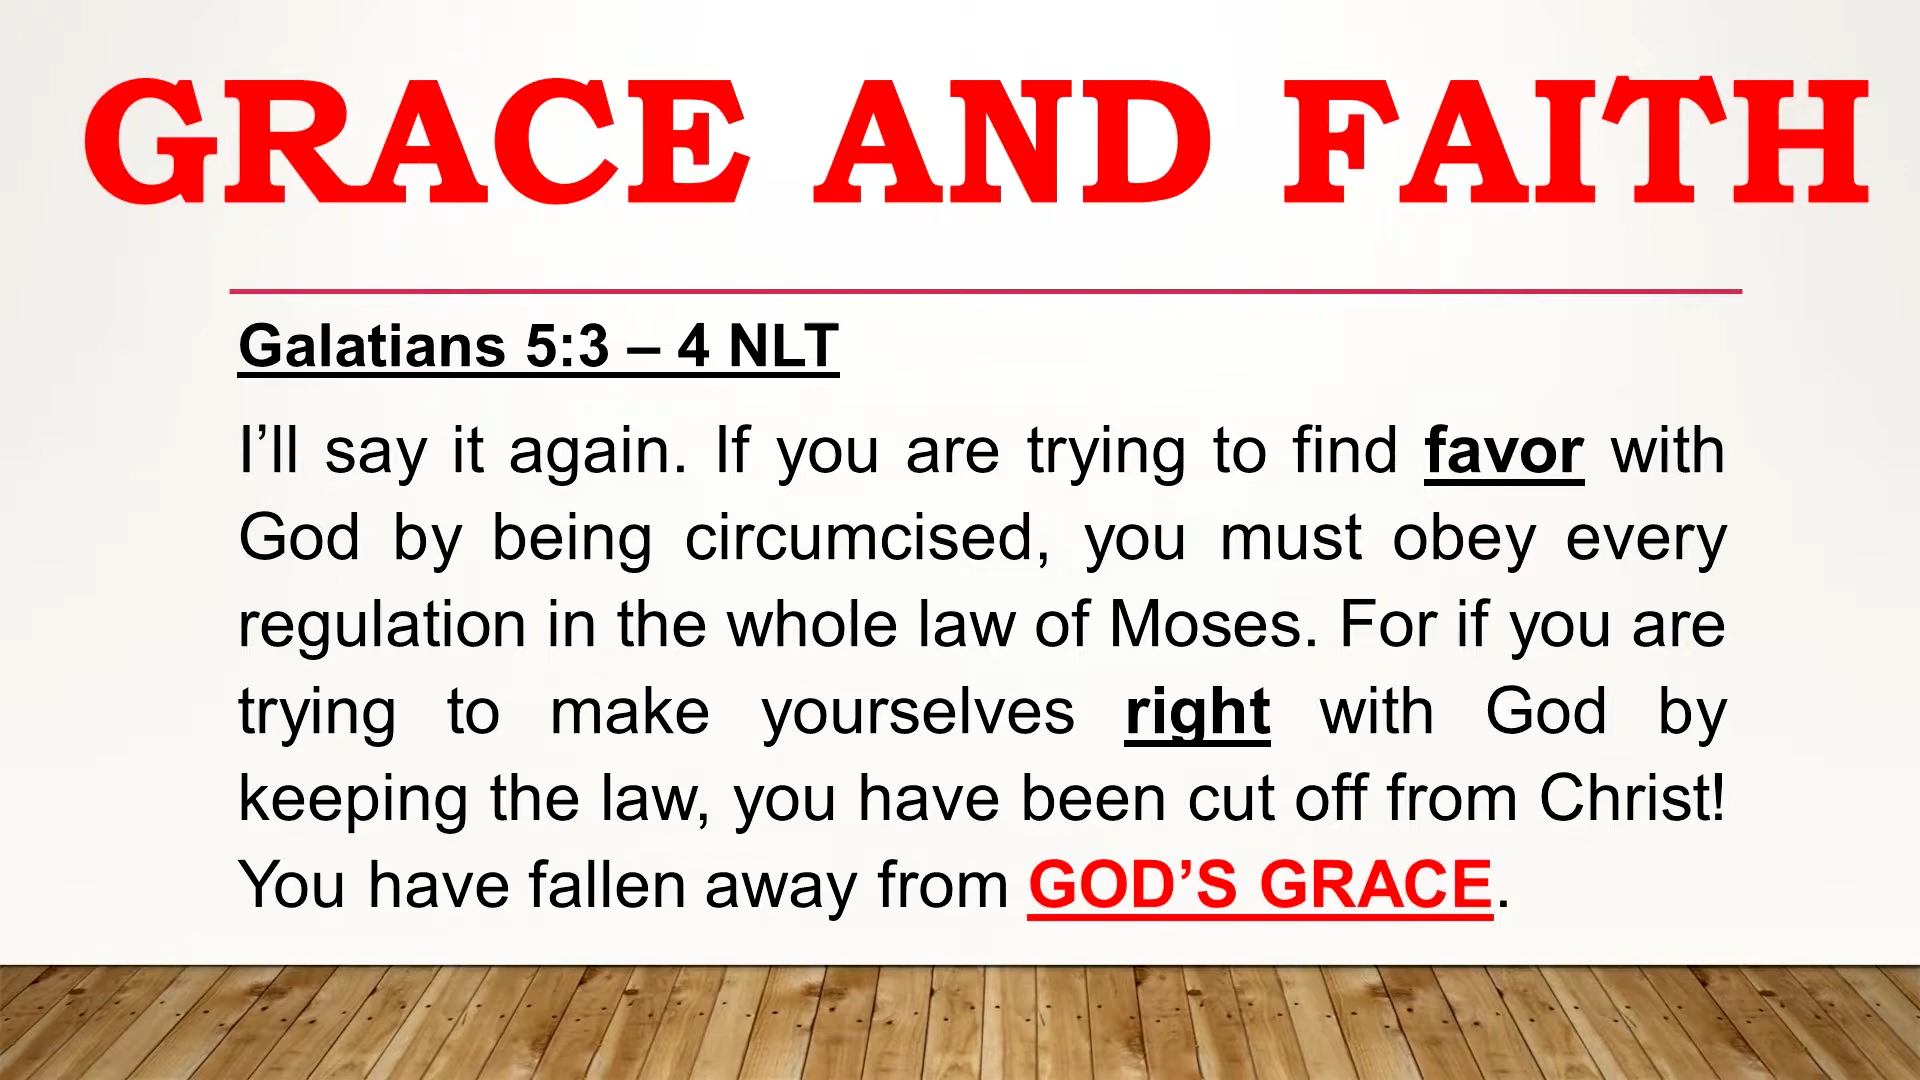 GRACE AND FAITH
Galatians 5:3 – 4 NLT
I’ll say it again. If you are trying to find favor with
God by being circumcised, you must obey every
regulation in the whole law of Moses. For if you are
trying to make yourselves right with God by
keeping the law, you have been cut off from Christ!
You have fallen away from GOD’S GRACE.